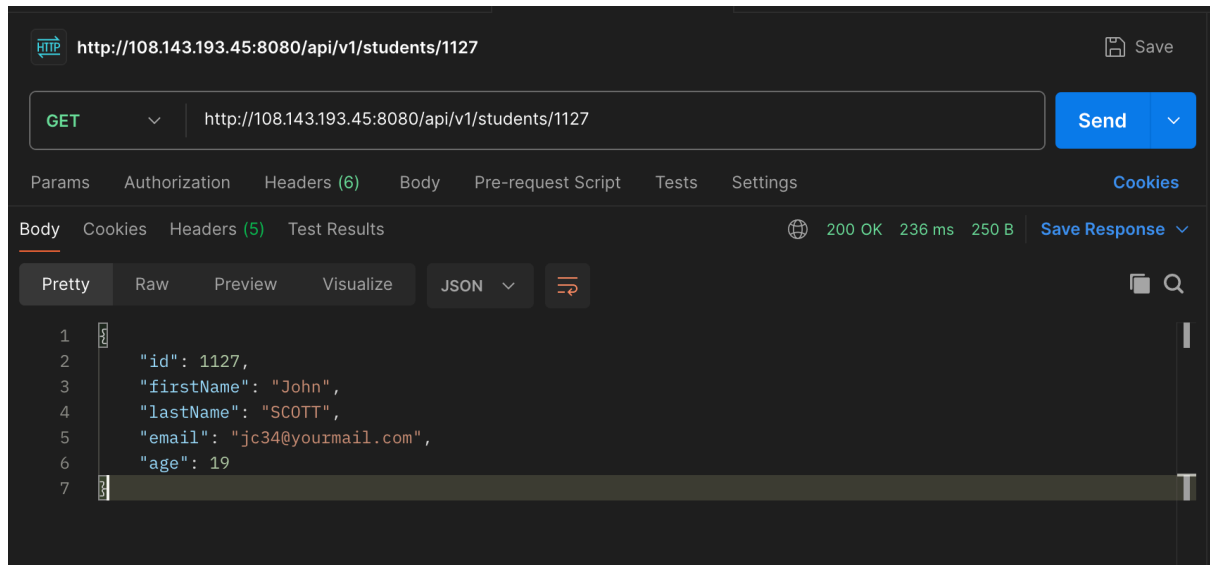 HTTP http://108.143.193.45:8080/api/v1/students/1127 Save
GET http://108.143.193.45:8080/api/v1/students/1127 Send
Params Authorization Headers (6) Body Pre-request Script Tests Settings Cookies
Body Cookies Headers (5) Test Results 200 OK 236 ms 250 B Save Response
Pretty Raw Preview Visualize JSON
1 {
2 "id": 1127,
3 "firstName": "John",
4 "lastName": "SCOTT",
5 "email": "jc34@yourmail.com",
6 "age": 19
7 }